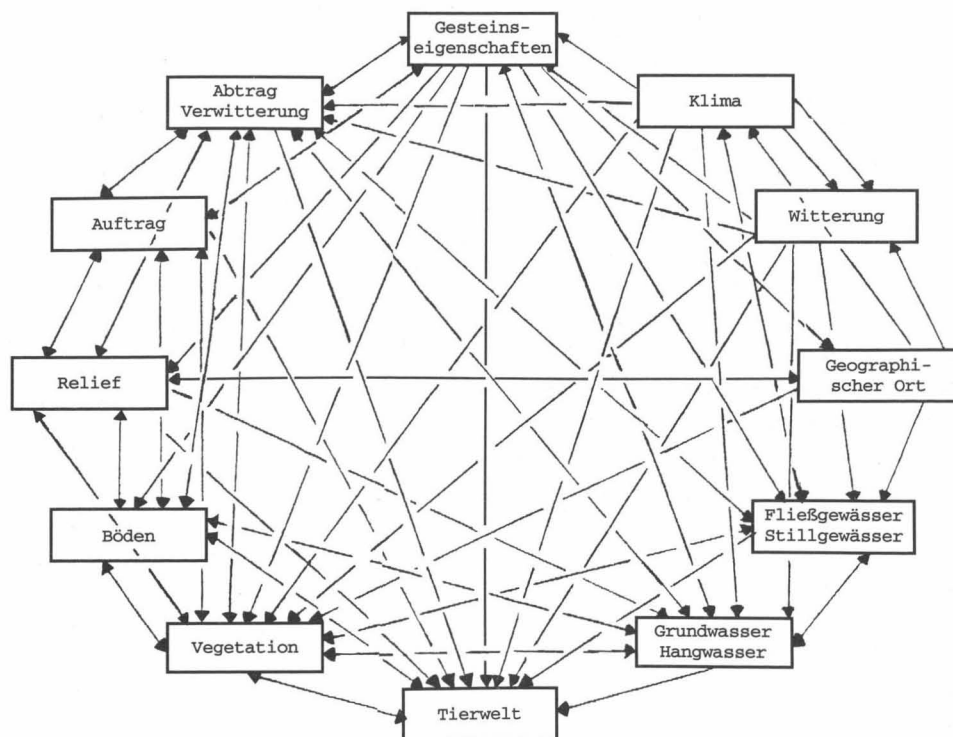 Gesteins-
eigenschaften
Abtrag
Verwitterung
Klima
Auftrag
Witterung
Relief
Geographi-
scher Ort
Böden
Fließgewässer
Stillgewässer
Vegetation
Grundwasser
Hangwasser
Tierwelt